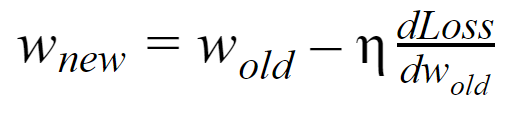 w_new = w_old − η dLoss/dw_old